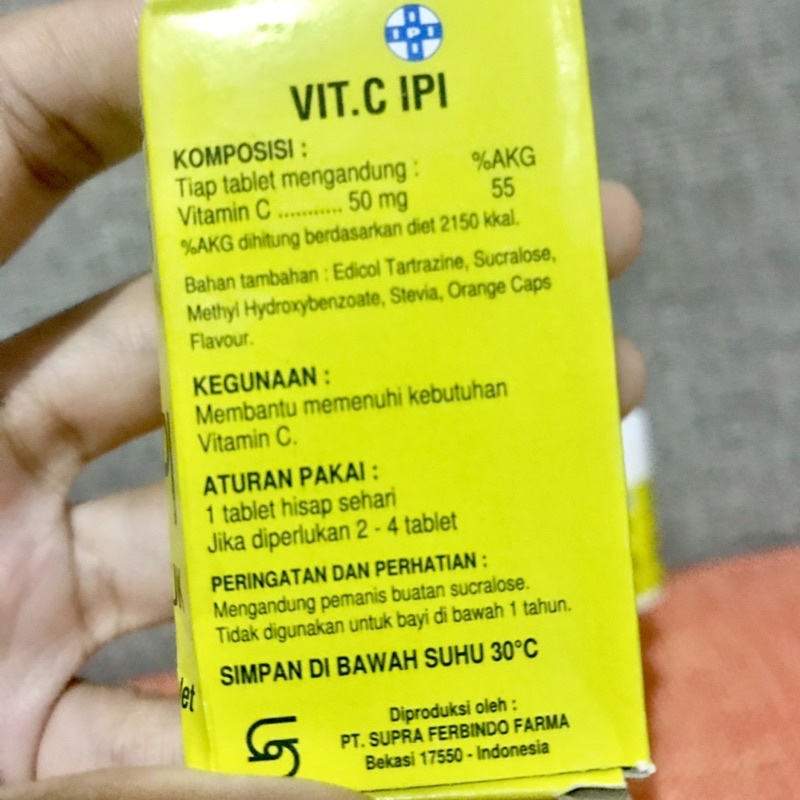 I
I P I
I
VIT.C IPI
KOMPOSISI :
Tiap tablet mengandung : %AKG
Vitamin C ........... 50 mg 55
%AKG dihitung berdasarkan diet 2150 kkal.
Bahan tambahan : Edicol Tartrazine, Sucralose,
Methyl Hydroxybenzoate, Stevia, Orange Caps
Flavour.
KEGUNAAN :
Membantu memenuhi kebutuhan
Vitamin C.
ATURAN PAKAI :
1 tablet hisap sehari
Jika diperlukan 2 - 4 tablet
PERINGATAN DAN PERHATIAN :
Mengandung pemanis buatan sucralose.
Tidak digunakan untuk bayi di bawah 1 tahun.
SIMPAN DI BAWAH SUHU 30°C
Diproduksi oleh :
PT. SUPRA FERBINDO FARMA
Bekasi 17550 - Indonesia